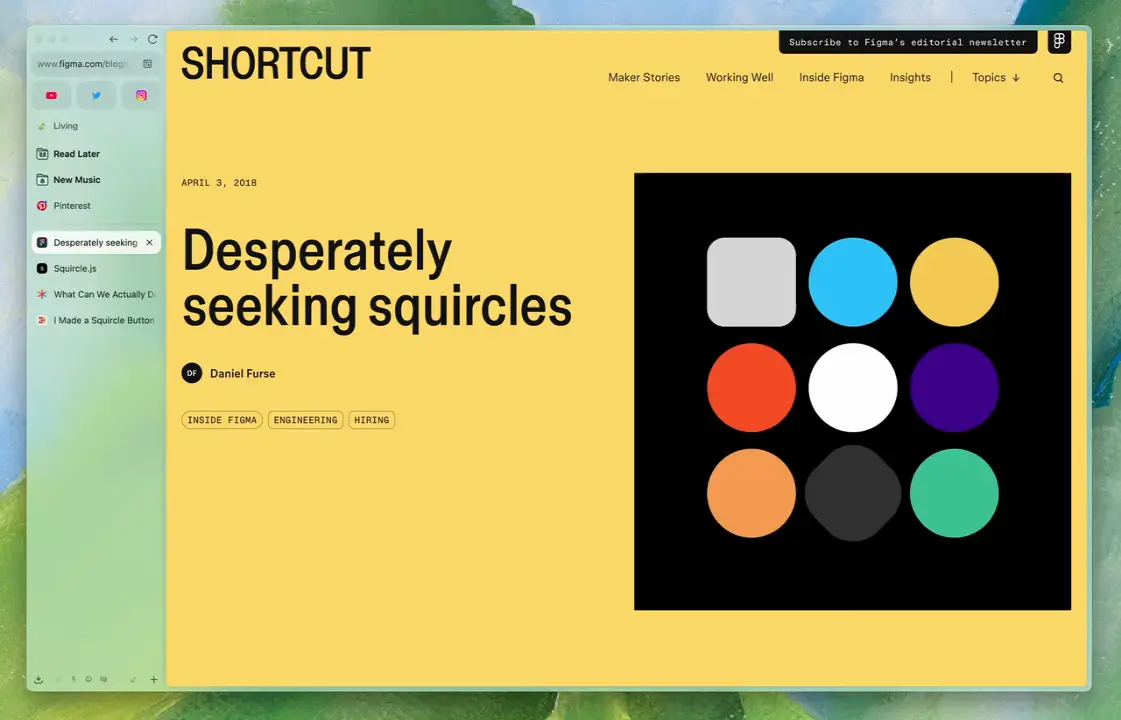 www.figma.com/blog/
Living
Read Later
New Music
Pinterest
Desperately seeking
Squircle.js
What Can We Actually D
I Made a Squircle Button
SHORTCUT
Subscribe to Figma's editorial newsletter
Maker Stories
Working Well
Inside Figma
Insights
Topics
APRIL 3, 2018
Desperately
seeking squircles
DF
Daniel Furse
INSIDE FIGMA
ENGINEERING
HIRING